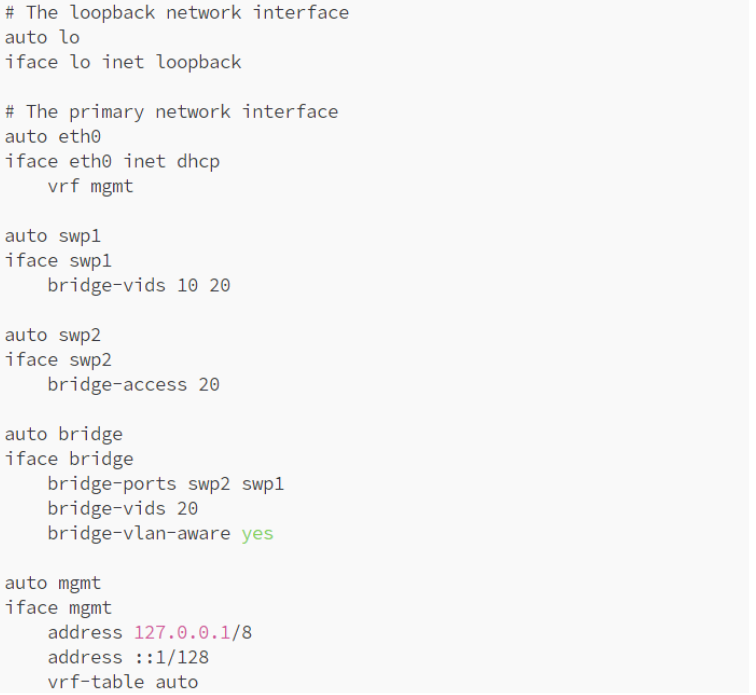 # The loopback network interface
auto lo
iface lo inet loopback
# The primary network interface
auto eth0
iface eth0 inet dhcp
vrf mgmt
auto swp1
iface swp1
bridge-vids 10 20
auto swp2
iface swp2
bridge-access 20
auto bridge
iface bridge
bridge-ports swp2 swp1
bridge-vids 20
bridge-vlan-aware yes
auto mgmt
iface mgmt
address 127.0.0.1/8
address ::1/128
vrf-table auto